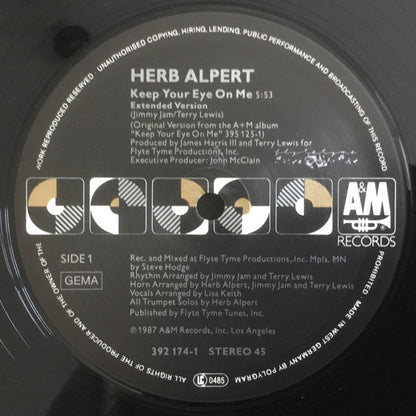 UNAUTHORISED COPYING, HIRING, LENDING, PUBLIC PERFORMANCE AND BROADCASTING OF THIS
HERB ALPERT
Keep Your Eye On Me 5:53
Extended Version
(Jimmy Jam/Terry Lewis)
(Original Version from the A+M album
"Keep Your Eye On Me" 395 125-1)
Produced by James Harris III and Terry Lewis for
Flyte Tyme Productions, Inc.
Executive Producer: John McClain
A&M
RECORDS
SIDE 1
GEMA
Rec. and Mixed at Flyte Tyme Productions, Inc. Mpls. MN
by Steve Hodge
Rhythm Arranged by Jimmy Jam and Terry Lewis
Horn Arranged by Herb Alpert, Jimmy Jam and Terry Lewis
Vocals Arranged by Lisa Keith
All Trumpet Solos by Herb Alpert
Published by Flyte Tyme Tunes, Inc.
℗ 1987 A&M Records, Inc. Los Angeles
392 174-1 STEREO 45
LC 0485
PROHIBITED MADE IN WEST GERMANY BY POLYGRAM
ALL RIGHTS OF THE PRODUCER AND OF THE OWNER OF THE
WORK REPRODUCED RESERVED